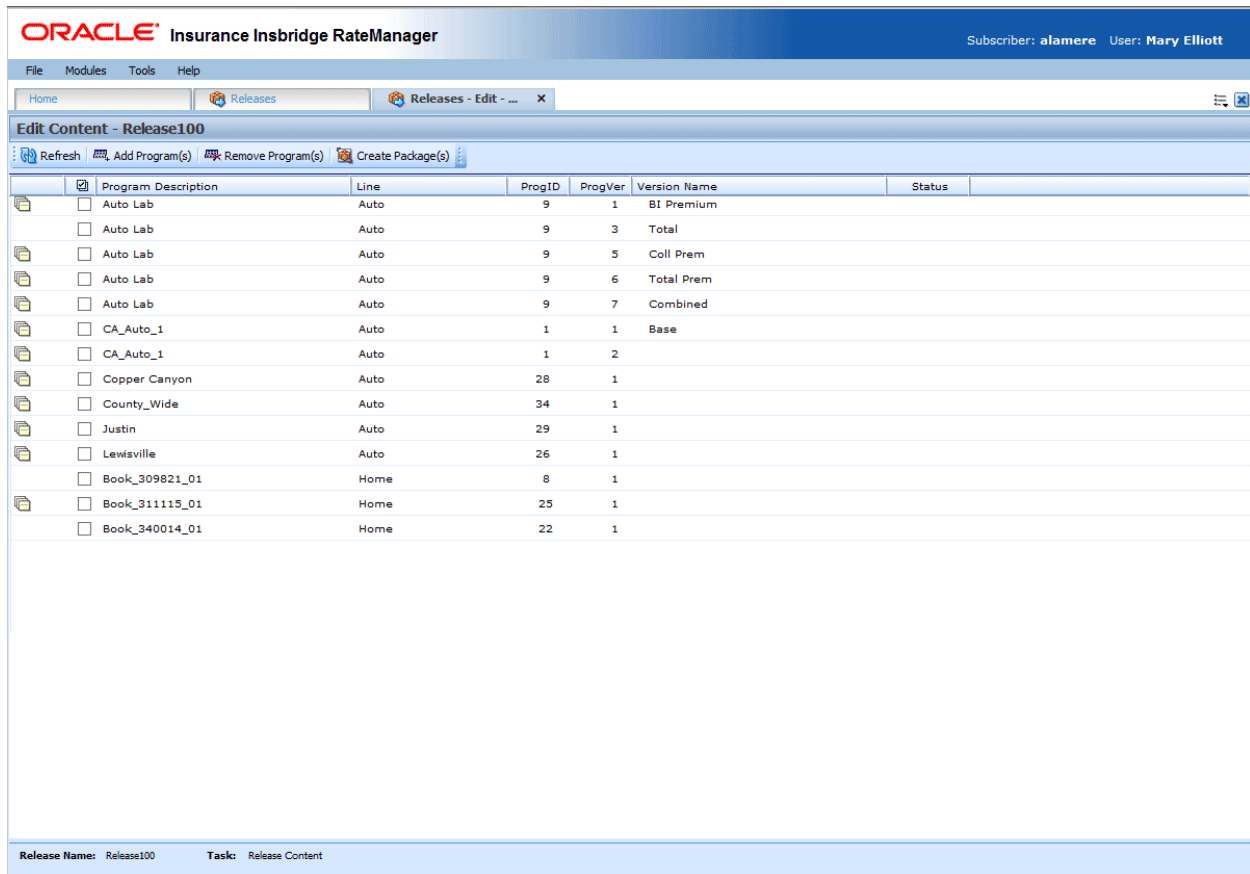 ORACLE Insurance Insbridge RateManager
Subscriber: alamere User: Mary Elliott
File Modules Tools Help
Home Releases Releases - Edit - ... x
Edit Content - Release100
Refresh Add Program(s) Remove Program(s) Create Package(s)
Program Description Line ProgID ProgVer Version Name Status
Auto Lab Auto 9 1 BI Premium
Auto Lab Auto 9 3 Total
Auto Lab Auto 9 5 Coll Prem
Auto Lab Auto 9 6 Total Prem
Auto Lab Auto 9 7 Combined
CA_Auto_1 Auto 1 1 Base
CA_Auto_1 Auto 1 2
Copper Canyon Auto 28 1
County_Wide Auto 34 1
Justin Auto 29 1
Lewisville Auto 26 1
Book_309821_01 Home 8 1
Book_311115_01 Home 25 1
Book_340014_01 Home 22 1
Release Name: Release100 Task: Release Content